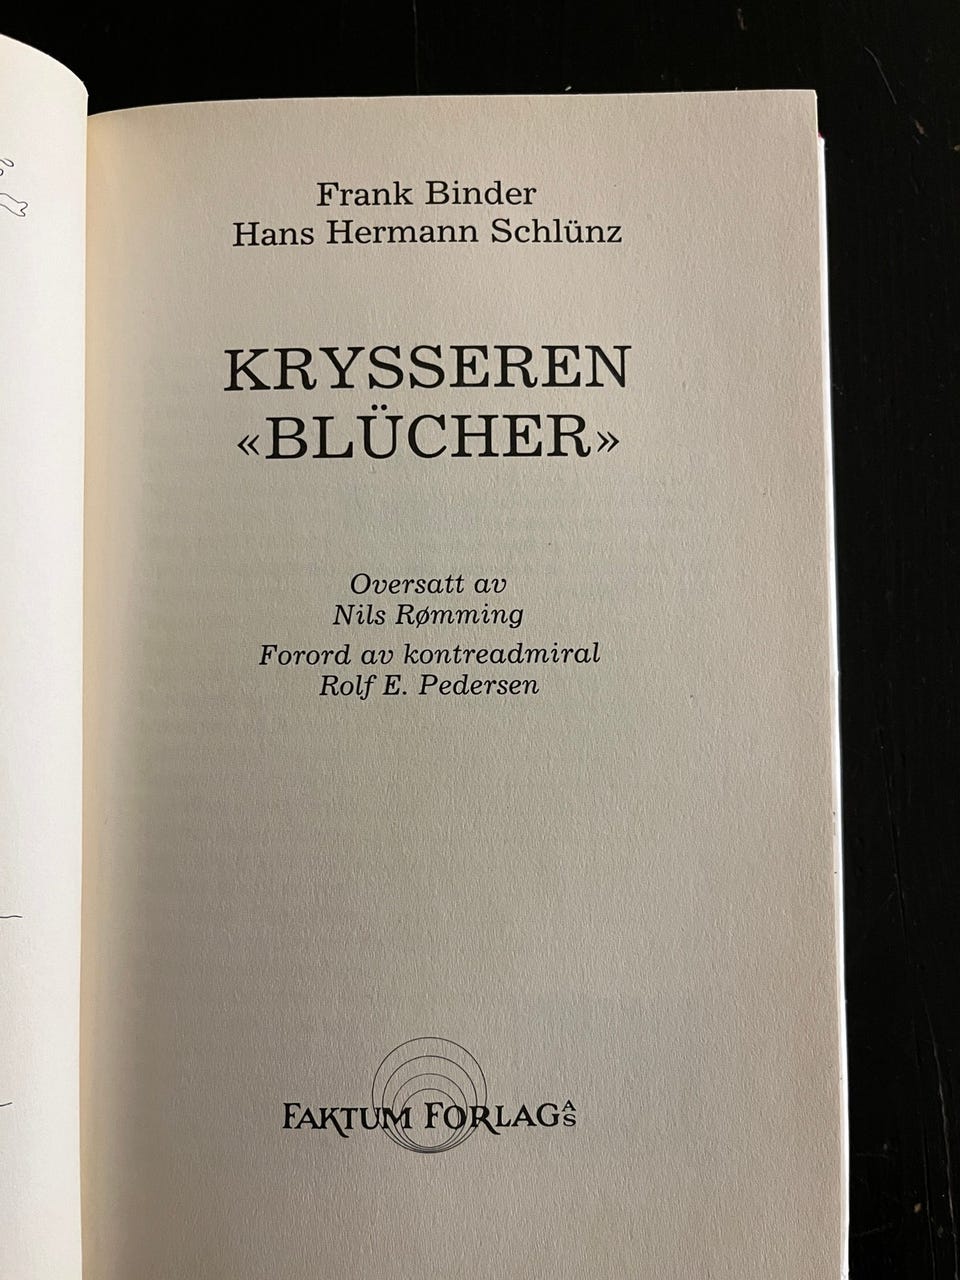 Frank Binder
Hans Hermann Schlünz
KRYSSEREN
«BLÜCHER»
Oversatt av
Nils Rømming
Forord av kontreadmiral
Rolf E. Pedersen
FAKTUM FORLAG AS